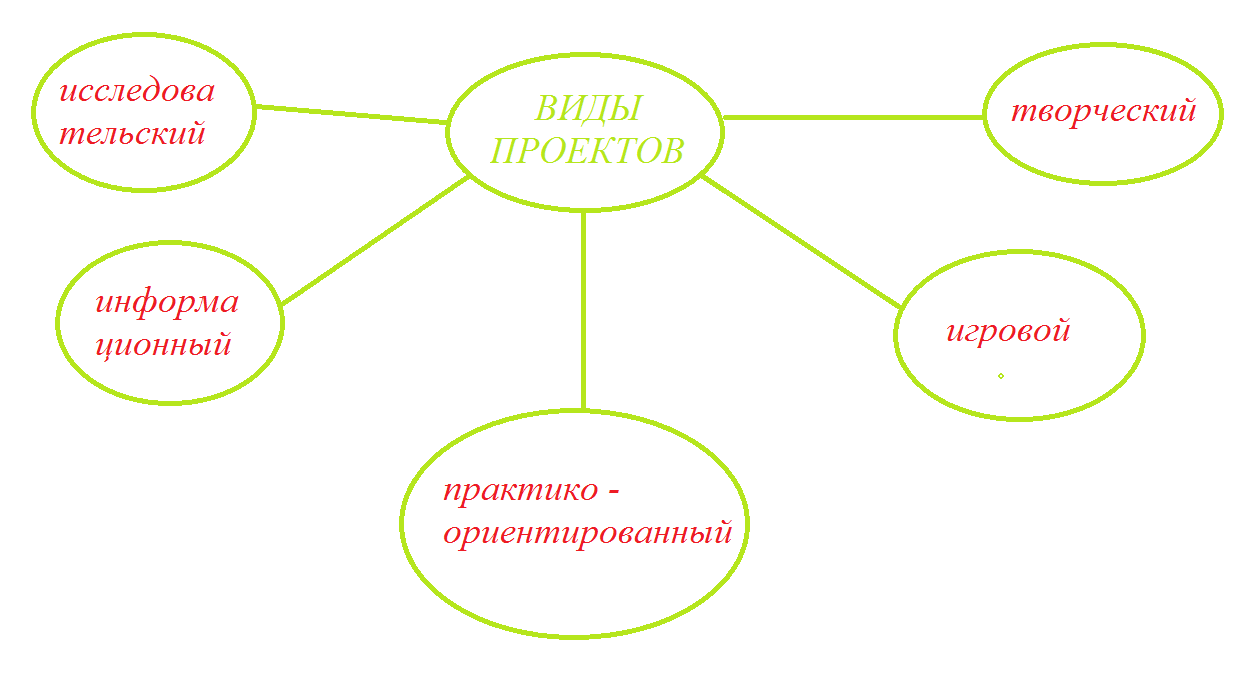 ВИДЫ
ПРОЕКТОВ
исследова
тельский
творческий
информа
ционный
игровой
практико -
ориентированный